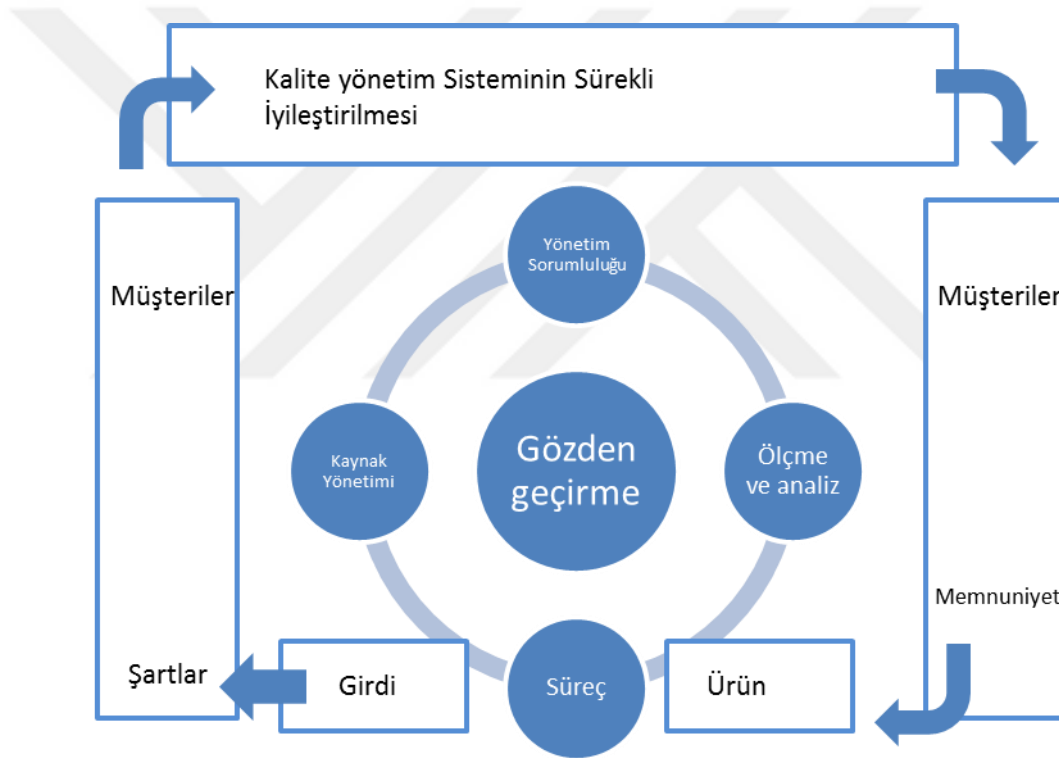 Kalite yönetim Sisteminin Sürekli
İyileştirilmesi
Yönetim
Sorumluluğu
Müşteriler
Müşteriler
Kaynak
Yönetimi
Gözden
geçirme
Ölçme
ve analiz
Memnuniyet
Şartlar
Girdi
Süreç
Ürün